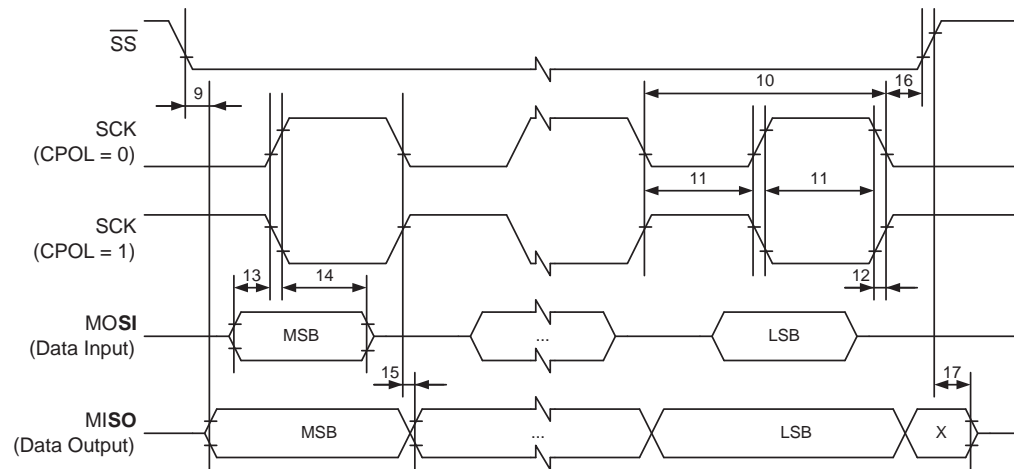 SS
10
9
16
SCK
(CPOL = 0)
11
11
SCK
(CPOL = 1)
13
14
12
MOSI
(Data Input)
MSB
...
LSB
15
17
MISO
(Data Output)
MSB
...
LSB
X